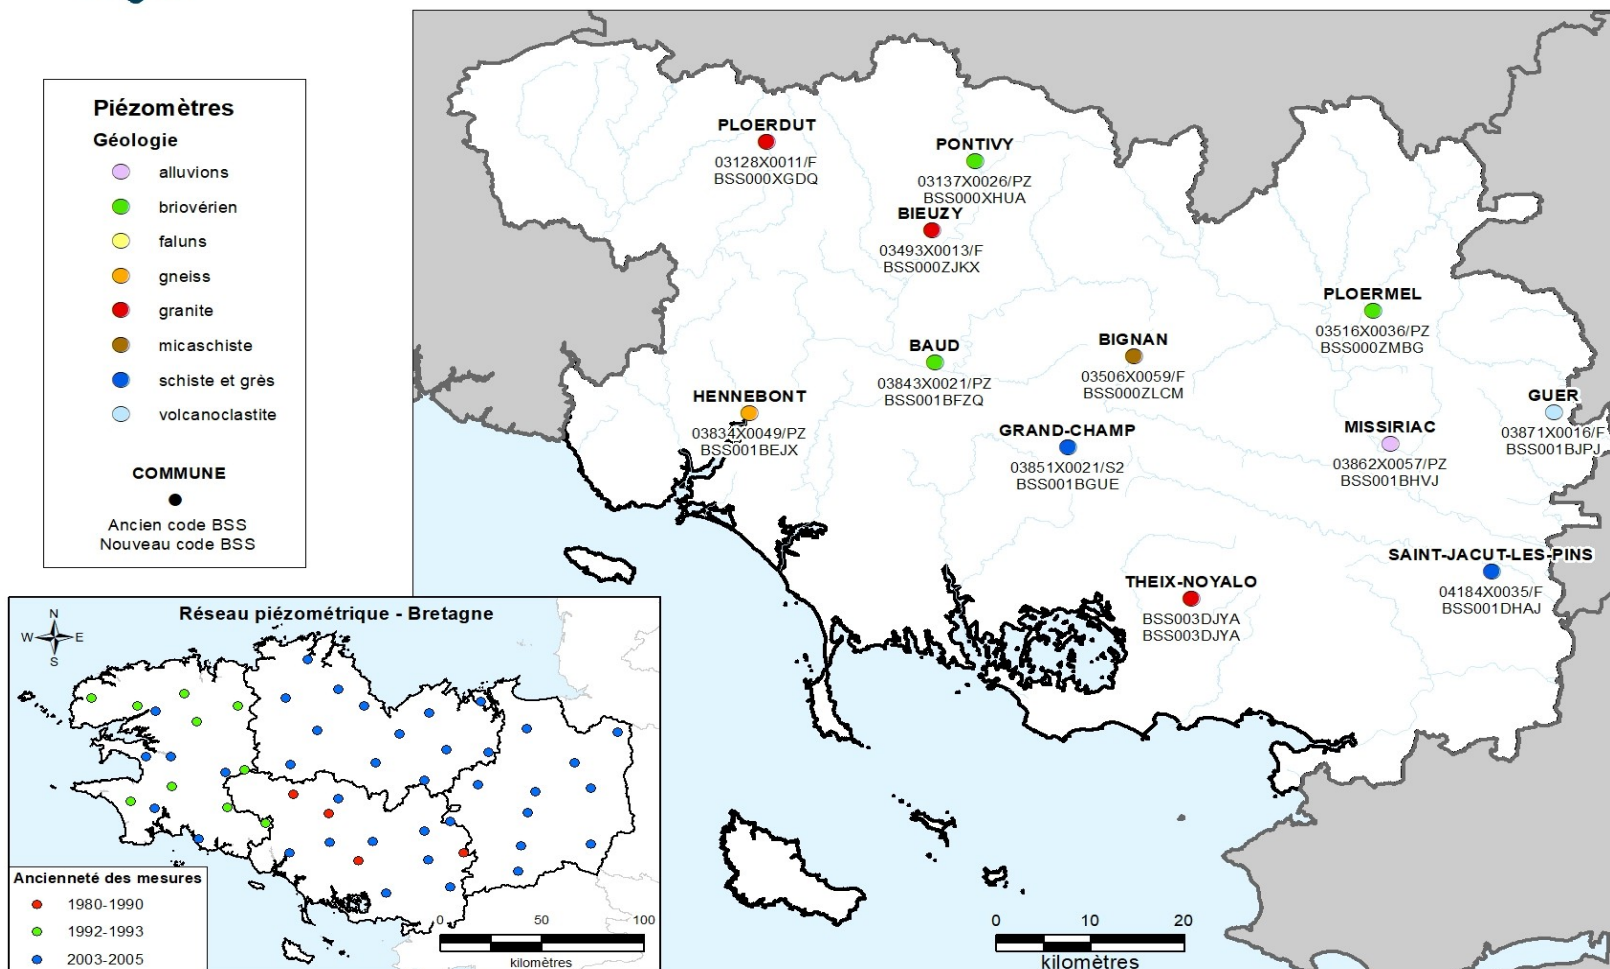 Piézomètres
Géologie
alluvions
briovérien
faluns
gneiss
granite
micaschiste
schiste et grès
volcanoclastite
COMMUNE
Ancien code BSS
Nouveau code BSS
PLOERDUT
03128X0011/F
BSS000XGDQ
PONTIVY
03137X0026/PZ
BSS000XHUA
BIEUZY
03493X0013/F
BSS000ZJKX
PLOERMEL
03516X0036/PZ
BSS000ZMBG
BAUD
03843X0021/PZ
BSS001BFZQ
BIGNAN
03506X0059/F
BSS000ZLCM
HENNEBONT
03834X0049/PZ
BSS001BEJX
GRAND-CHAMP
03851X0021/S2
BSS001BGUE
MISSIRIAC
03862X0057/PZ
BSS001BHVJ
GUER
03871X0016/F
BSS001BJPJ
SAINT-JACUT-LES-PINS
04184X0035/F
BSS001DHAJ
THEIX-NOYALO
BSS003DJYA
BSS003DJYA
0 10 20
kilomètres
Réseau piézométrique - Bretagne
N
W E
S
Ancienneté des mesures
1980-1990
1992-1993
2003-2005
0 50 100
kilomètres